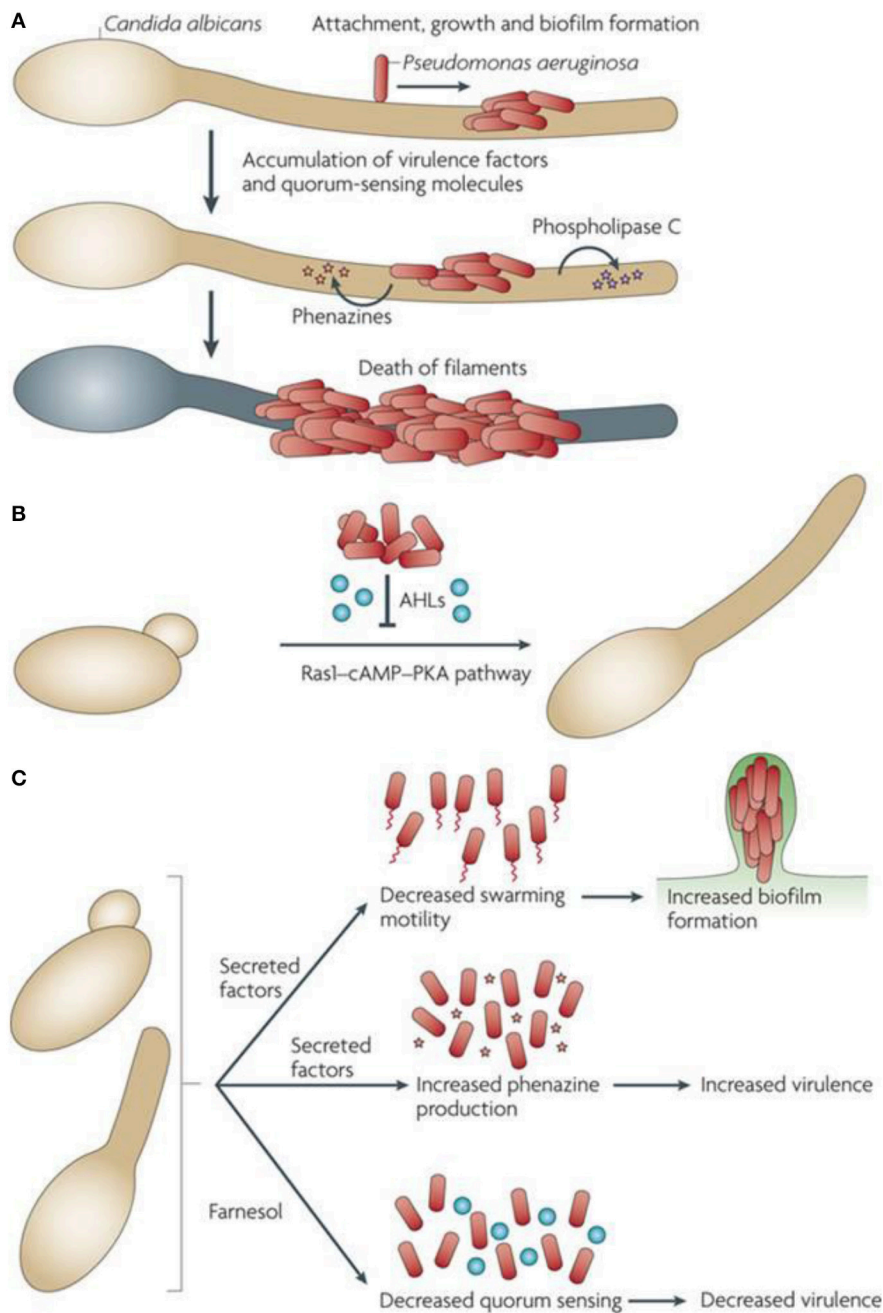 A
Candida albicans
Attachment, growth and biofilm formation
Pseudomonas aeruginosa
Accumulation of virulence factors
and quorum-sensing molecules
Phospholipase C
Phenazines
Death of filaments
B
AHLs
Ras1–cAMP–PKA pathway
C
Decreased swarming
motility
Increased biofilm
formation
Secreted
factors
Secreted
factors
Increased phenazine
production
Increased virulence
Farnesol
Decreased quorum sensing
Decreased virulence